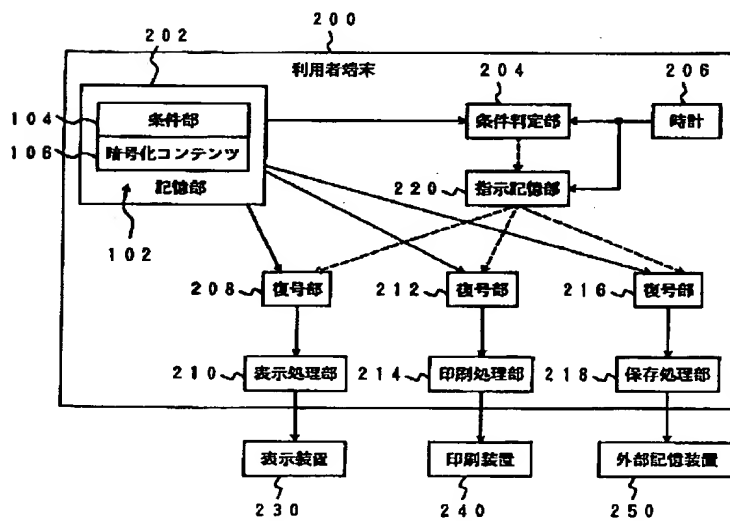 200
202
利用者端末
204
206
104
条件部
条件判定部
時計
106
暗号化コンテンツ
記憶部
220
指示記憶部
102
208
復号部
212
復号部
216
復号部
210
表示処理部
214
印刷処理部
218
保存処理部
表示装置
印刷装置
外部記憶装置
230
240
250